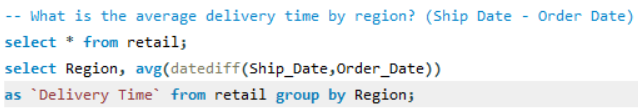 -- What is the average delivery time by region? (Ship Date - Order Date)
select * from retail;
select Region, avg(datediff(Ship_Date,Order_Date))
as `Delivery Time` from retail group by Region;